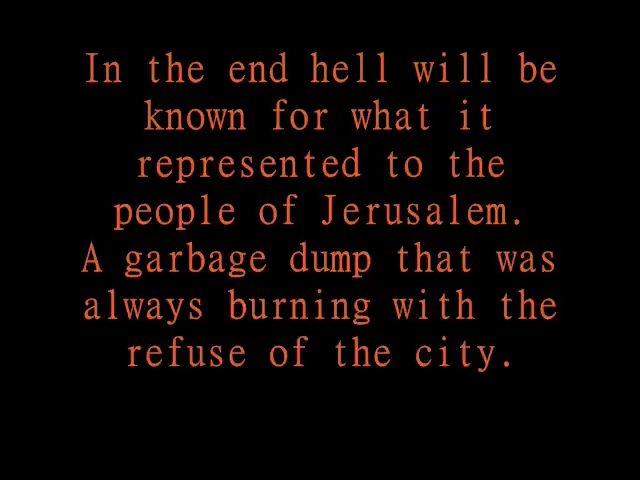 In the end hell will be
known for what it
represented to the
people of Jerusalem.
A garbage dump that was
always burning with the
refuse of the city.